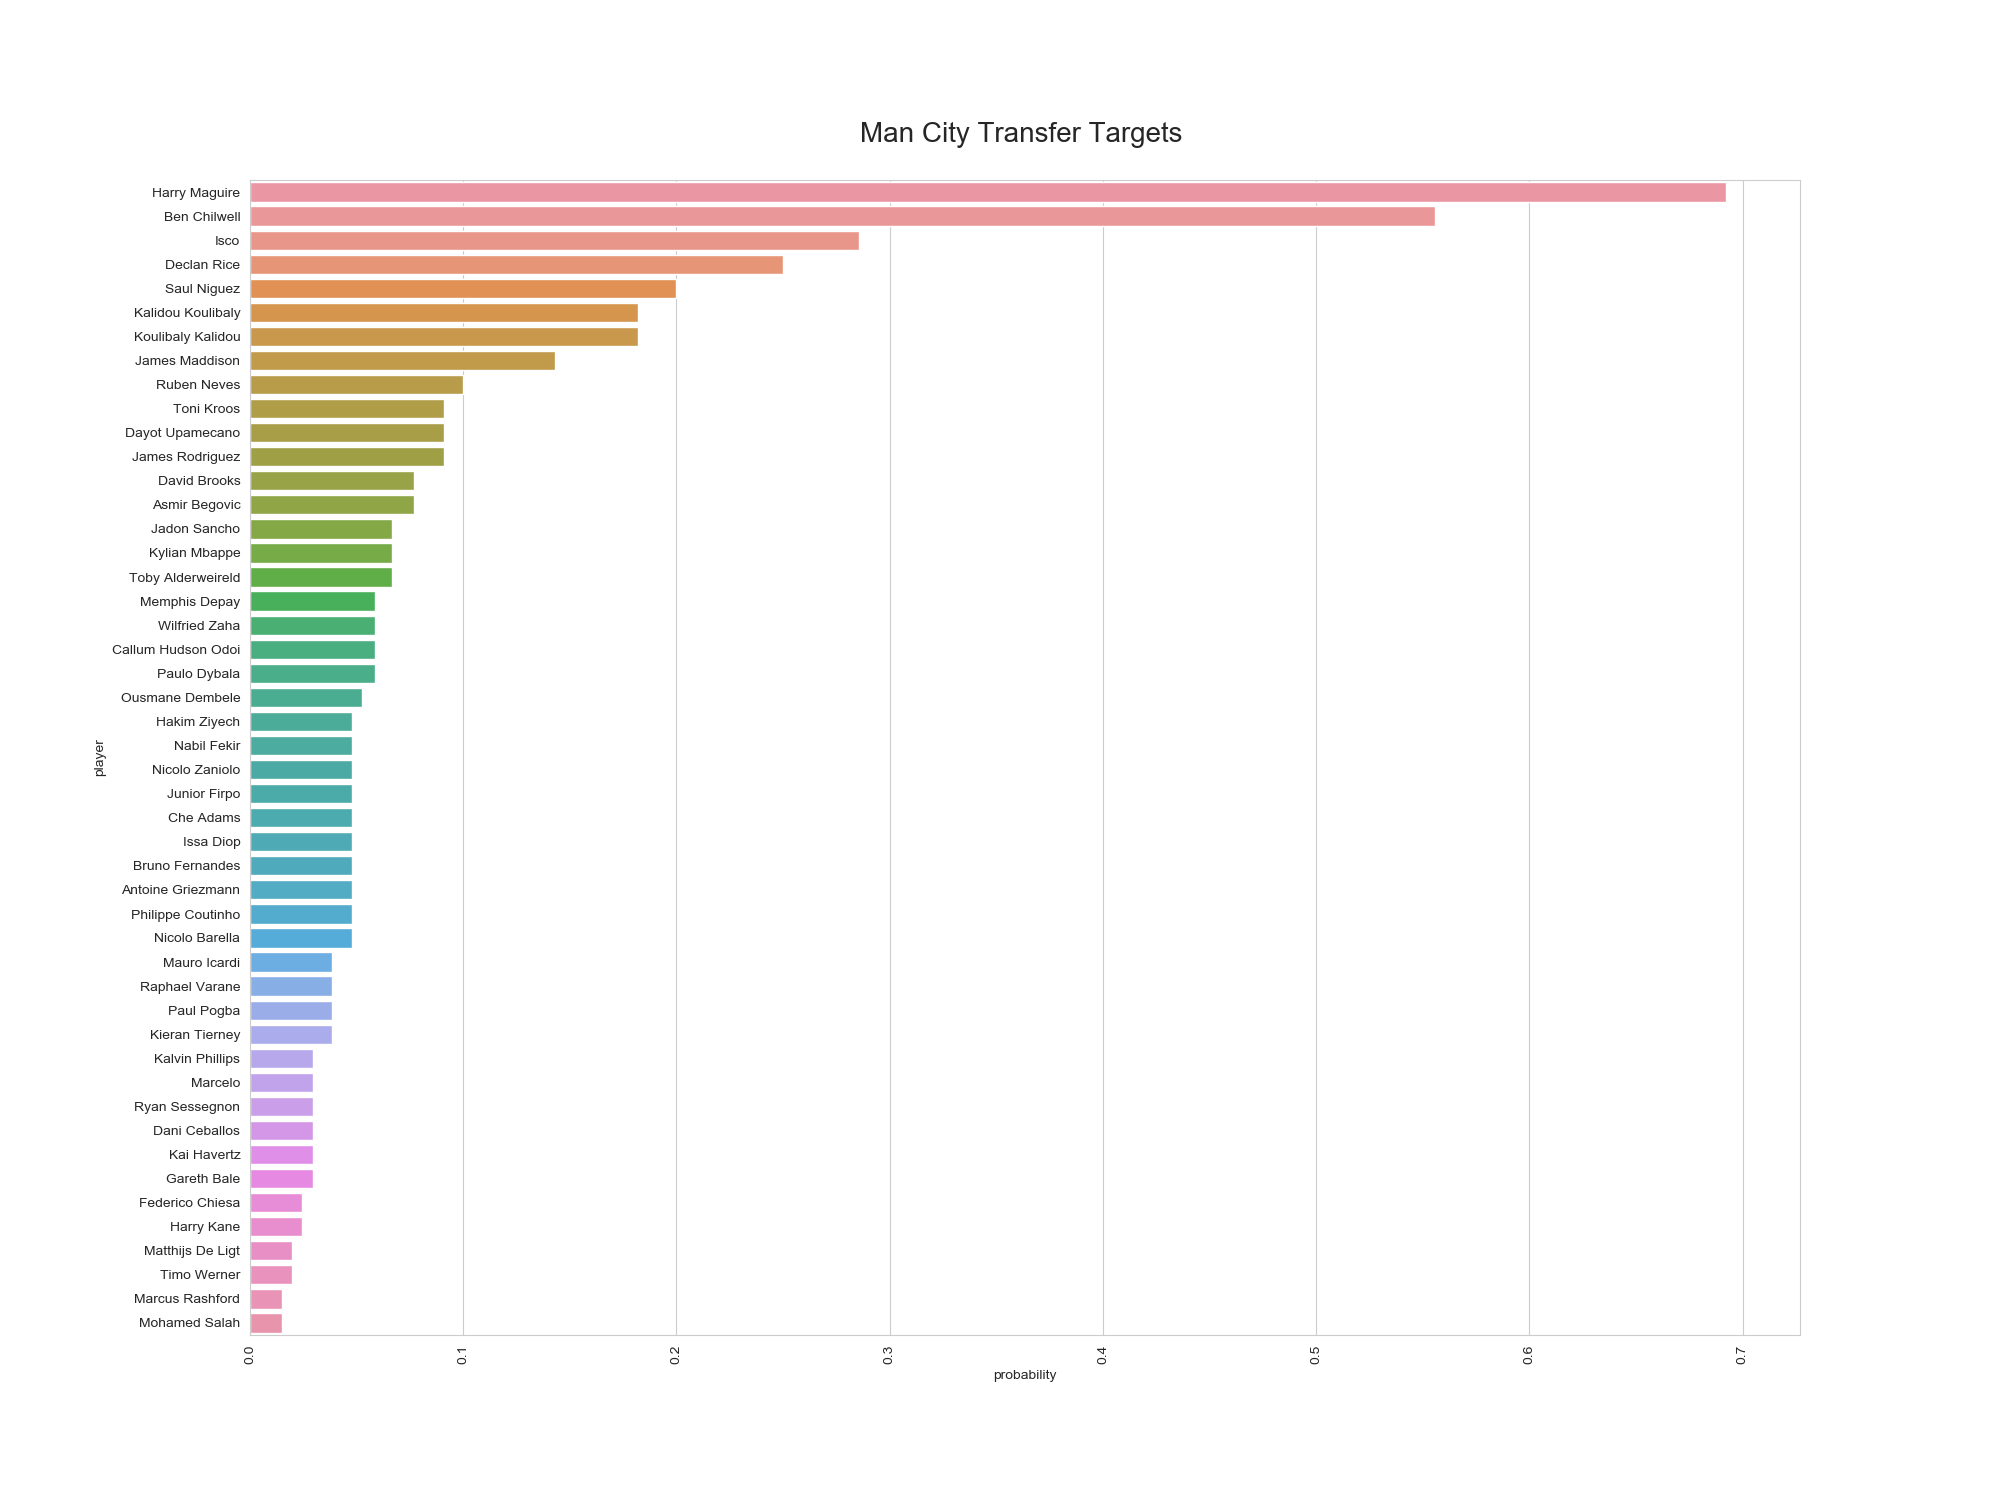 Man City Transfer Targets
Harry Maguire
Ben Chilwell
Isco
Declan Rice
Saul Niguez
Kalidou Koulibaly
Koulibaly Kalidou
James Maddison
Ruben Neves
Toni Kroos
Dayot Upamecano
James Rodriguez
David Brooks
Asmir Begovic
Jadon Sancho
Kylian Mbappe
Toby Alderweireld
Memphis Depay
Wilfried Zaha
Callum Hudson Odoi
Paulo Dybala
Ousmane Dembele
Hakim Ziyech
Nabil Fekir
player
Nicolo Zaniolo
Junior Firpo
Che Adams
Issa Diop
Bruno Fernandes
Antoine Griezmann
Philippe Coutinho
Nicolo Barella
Mauro Icardi
Raphael Varane
Paul Pogba
Kieran Tierney
Kalvin Phillips
Marcelo
Ryan Sessegnon
Dani Ceballos
Kai Havertz
Gareth Bale
Federico Chiesa
Harry Kane
Matthijs De Ligt
Timo Werner
Marcus Rashford
Mohamed Salah
0.0 0.1 0.2 0.3 0.4 0.5 0.6 0.7
probability